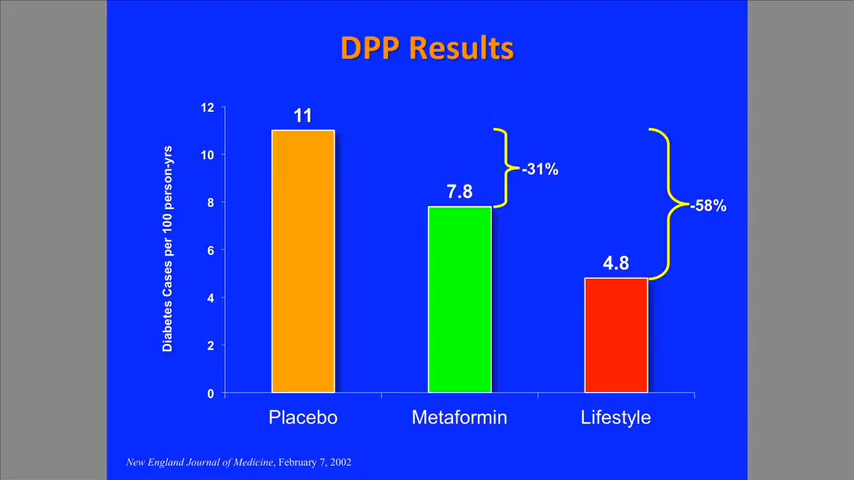 DPP Results
Diabetes Cases per 100 person-yrs
12
10
8
6
4
2
0
11
7.8
4.8
-31%
-58%
Placebo
Metaformin
Lifestyle
New England Journal of Medicine, February 7, 2002